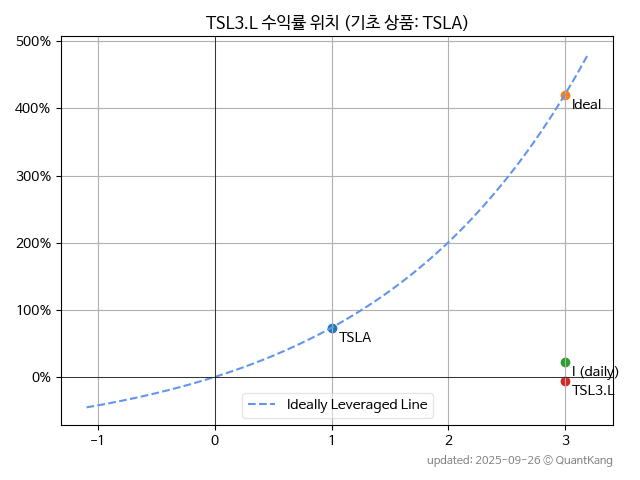 TSL3.L 수익률 위치 (기초 상품: TSLA)
500%
400%
Ideal
300%
200%
100%
TSLA
I (daily)
0%
TSL3.L
Ideally Leveraged Line
−1 0 1 2 3
updated: 2025-09-26 © QuantKang